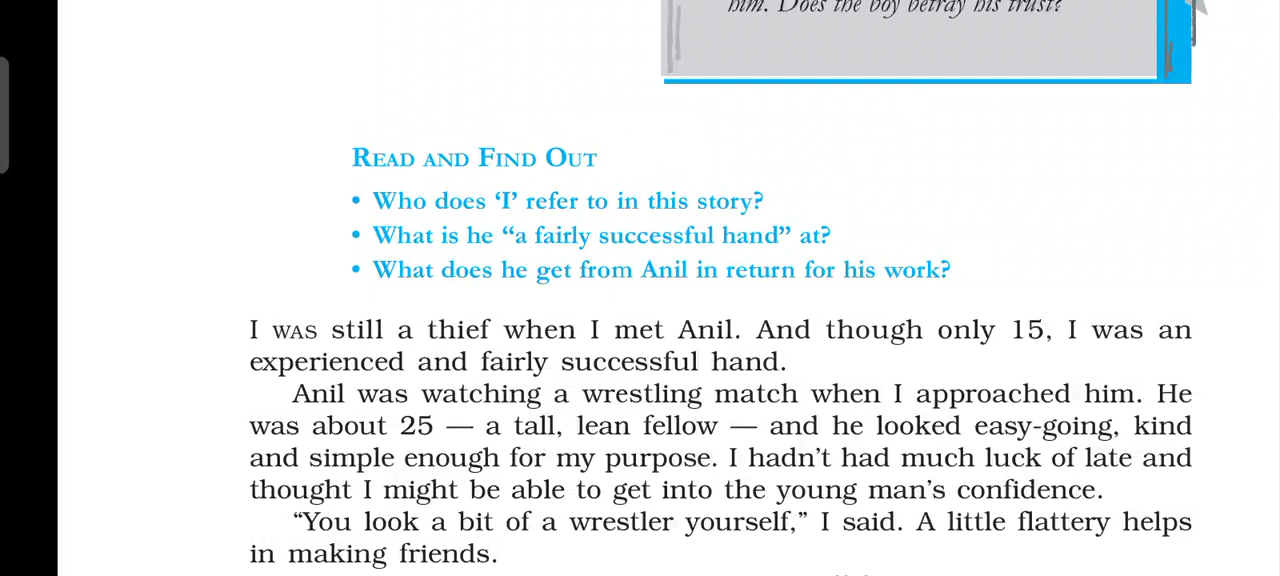 him. Does the boy betray his trust?
READ AND FIND OUT
• Who does ‘I’ refer to in this story?
• What is he “a fairly successful hand” at?
• What does he get from Anil in return for his work?
I WAS still a thief when I met Anil. And though only 15, I was an
experienced and fairly successful hand.
Anil was watching a wrestling match when I approached him. He
was about 25 — a tall, lean fellow — and he looked easy-going, kind
and simple enough for my purpose. I hadn’t had much luck of late and
thought I might be able to get into the young man’s confidence.
“You look a bit of a wrestler yourself,” I said. A little flattery helps
in making friends.